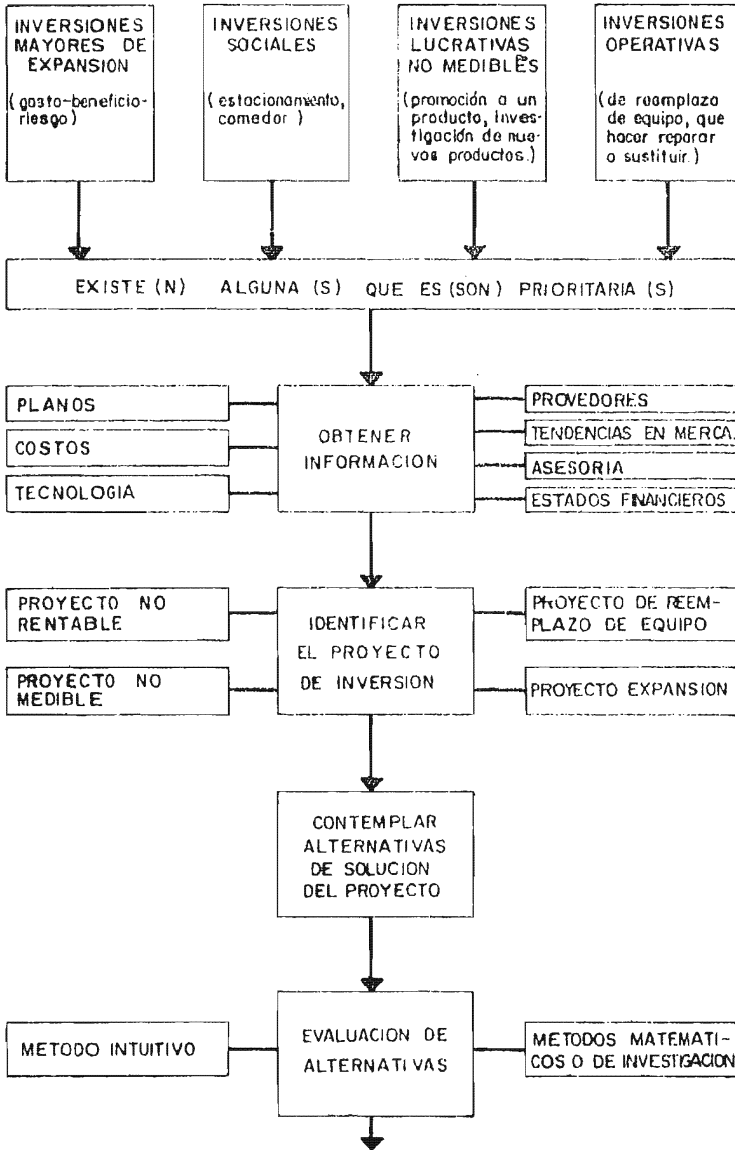 INVERSIONES
MAYORES DE
EXPANSION
(gasto-beneficio-
riesgo)
INVERSIONES
SOCIALES
(estacionamiento,
comedor)
INVERSIONES
LUCRATIVAS
NO MEDIBLES
(promoción a un
producto, inves-
tigación de nue-
vos productos.)
INVERSIONES
OPERATIVAS
(de reemplazo
de equipo, que
hacer reparar
o sustituir.)
EXISTE (N) ALGUNA (S) QUE ES (SON) PRIORITARIA (S)
PLANOS
COSTOS
TECNOLOGIA
OBTENER
INFORMACION
PROVEDORES
TENDENCIAS EN MERCA.
ASESORIA
ESTADOS FINANCIEROS
PROYECTO NO
RENTABLE
PROYECTO NO
MEDIBLE
IDENTIFICAR
EL PROYECTO
DE INVERSION
PROYECTO DE REEM-
PLAZO DE EQUIPO
PROYECTO EXPANSION
CONTEMPLAR
ALTERNATIVAS
DE SOLUCION
DEL PROYECTO
METODO INTUITIVO
EVALUACION DE
ALTERNATIVAS
METODOS MATEMATI-
COS O DE INVESTIGACION